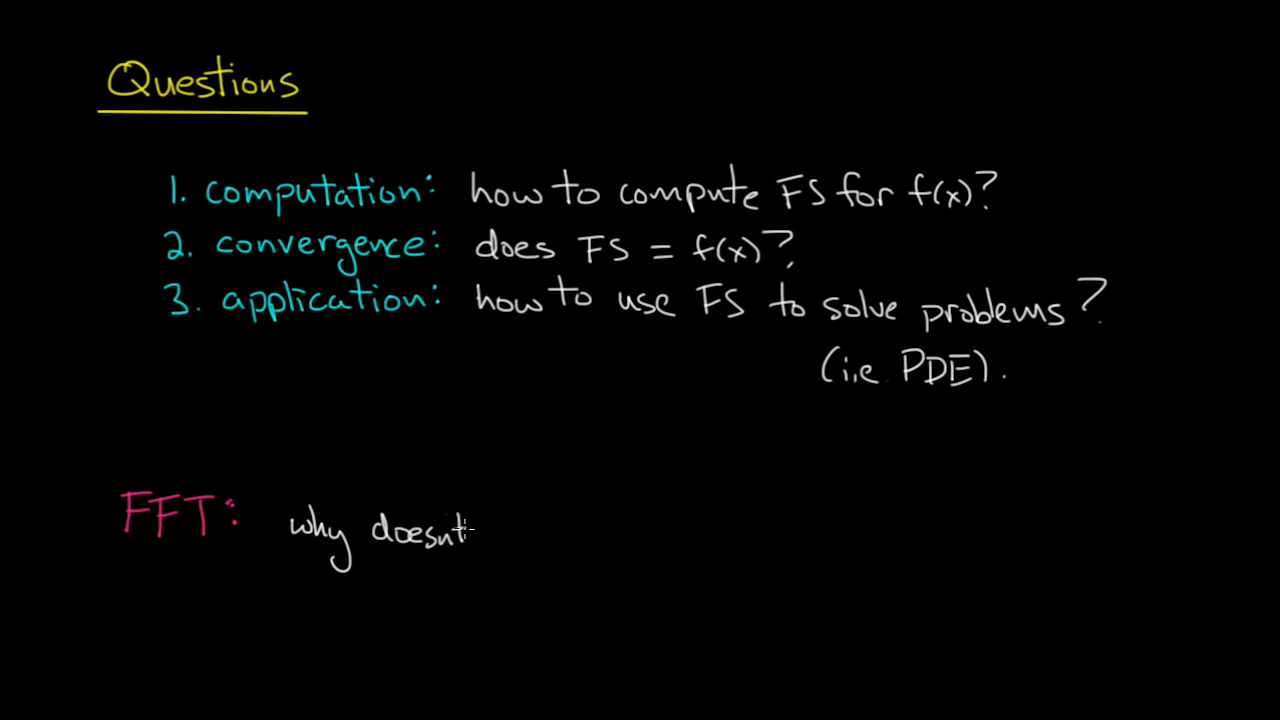 Questions
1. computation: how to compute FS for f(x)?
2. convergence: does FS = f(x)?
3. application: how to use FS to solve problems?
(i.e. PDE).
FFT: why doesnt